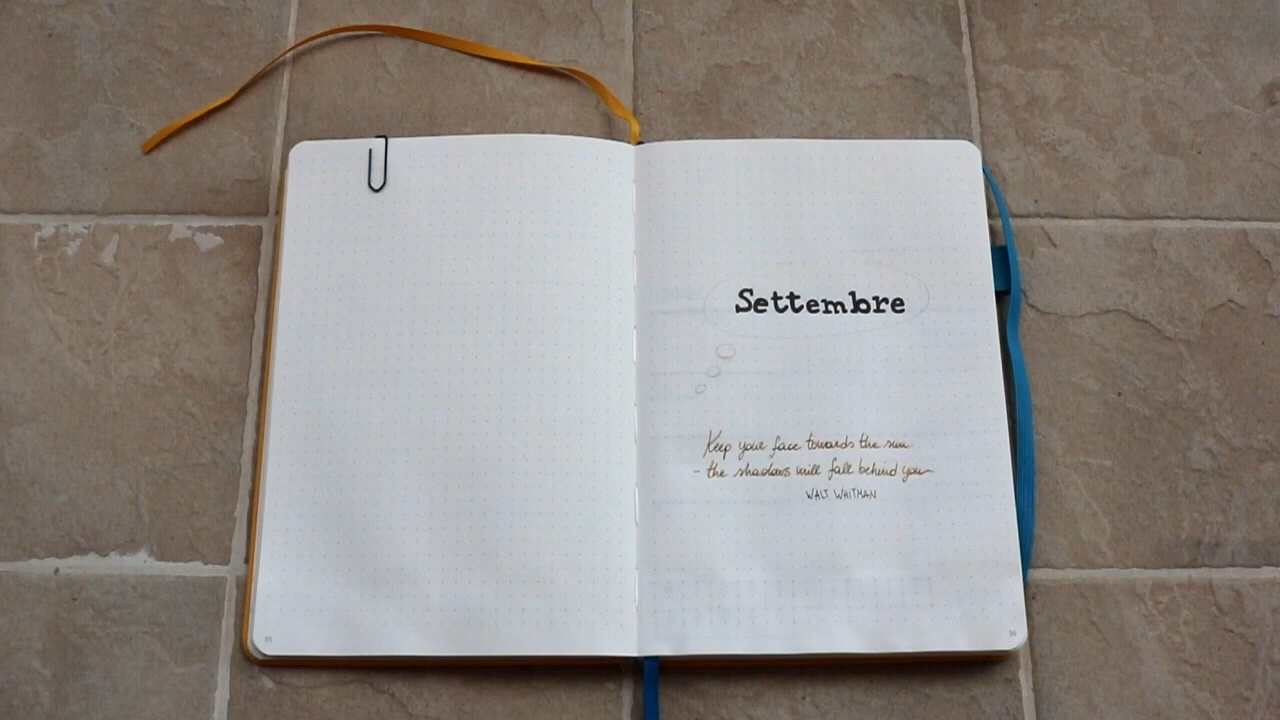 Settembre
Keep your face towards the sun
- the shadows will fall behind you
WALT WHITMAN